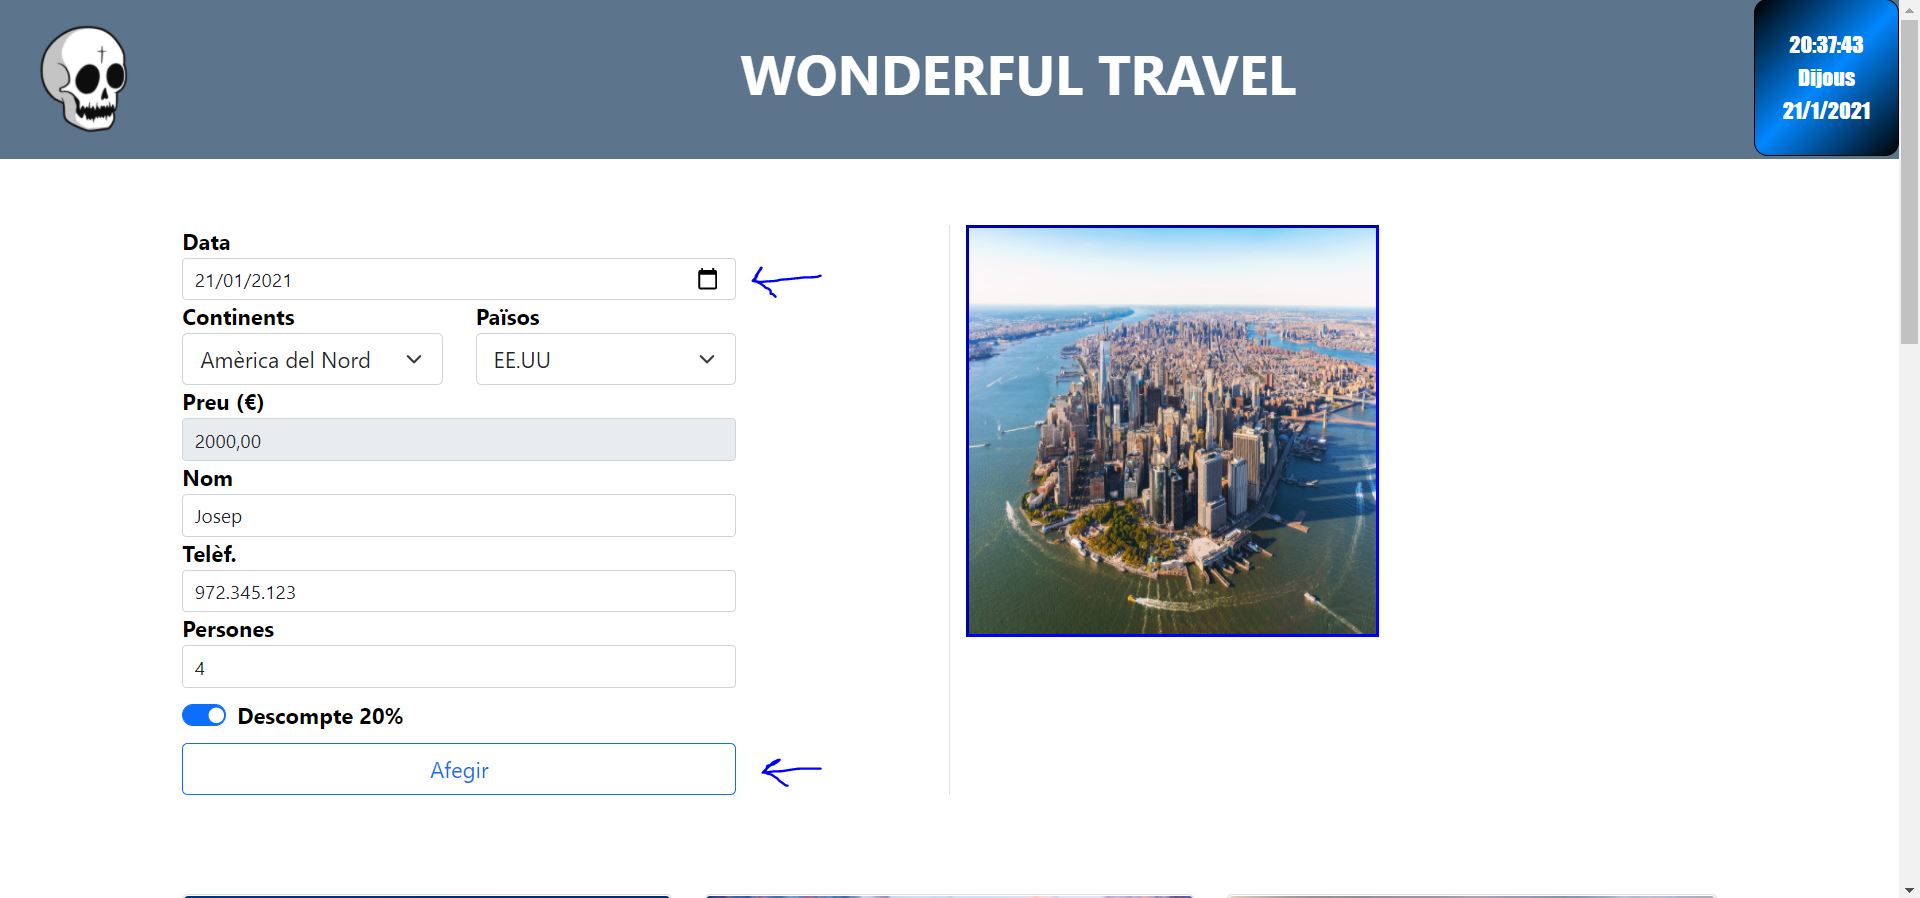 WONDERFUL TRAVEL
20:37:43
Dijous
21/1/2021
Data
21/01/2021
Continents
Països
Amèrica del Nord
EE.UU
Preu (€)
2000,00
Nom
Josep
Telèf.
972.345.123
Persones
4
Descompte 20%
Afegir